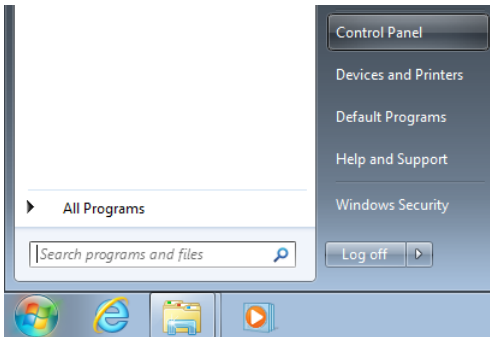 Control Panel
Devices and Printers
Default Programs
Help and Support
All Programs
Windows Security
Search programs and files
Log off